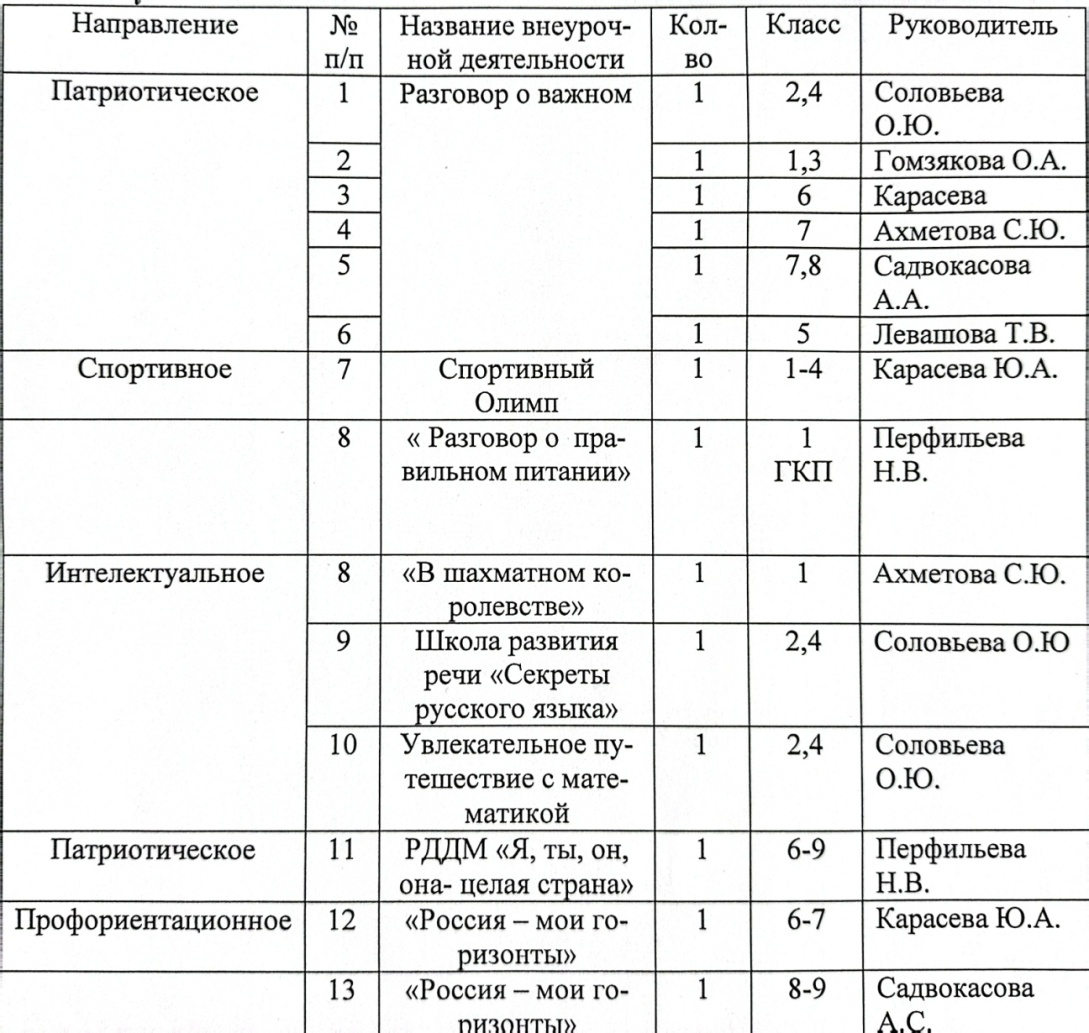 Направление № Название внеуроч- Кол- Класс Руководитель
п/п ной деятельности во
Патриотическое 1 Разговор о важном 1 2,4 Соловьева
О.Ю.
2 1 1,3 Гомзякова О.А.
3 1 6 Карасева
4 1 7 Ахметова С.Ю.
5 1 7,8 Садвокасова
А.А.
6 1 5 Левашова Т.В.
Спортивное 7 Спортивный 1 1-4 Карасева Ю.А.
Олимп
8 « Разговор о пра- 1 1 Перфильева
вильном питании» ГКП Н.В.
Интелектуальное 8 «В шахматном ко- 1 1 Ахметова С.Ю.
ролевстве»
9 Школа развития 1 2,4 Соловьева О.Ю
речи «Секреты
русского языка»
10 Увлекательное пу- 1 2,4 Соловьева
тешествие с мате- О.Ю.
матикой
Патриотическое 11 РДДМ «Я, ты, он, 1 6-9 Перфильева
она- целая страна» Н.В.
Профориентационное 12 «Россия – мои го- 1 6-7 Карасева Ю.А.
ризонты»
13 «Россия – мои го- 1 8-9 Садвокасова
ризонты» А.С.